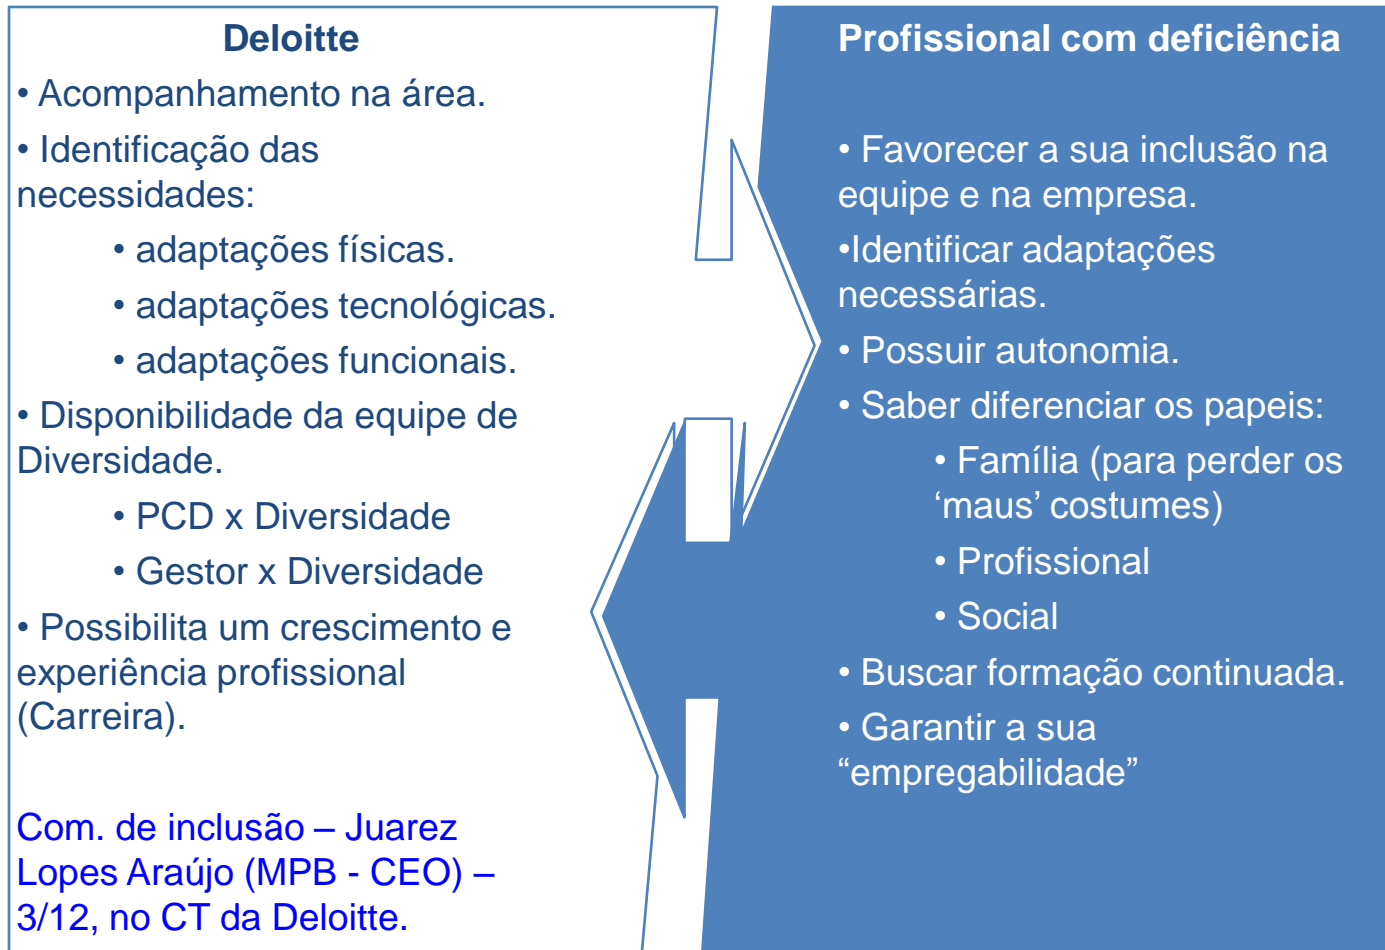 Deloitte
• Acompanhamento na área.
• Identificação das
necessidades:
• adaptações físicas.
• adaptações tecnológicas.
• adaptações funcionais.
• Disponibilidade da equipe de
Diversidade.
• PCD x Diversidade
• Gestor x Diversidade
• Possibilita um crescimento e
experiência profissional
(Carreira).
Com. de inclusão – Juarez
Lopes Araújo (MPB - CEO) –
3/12, no CT da Deloitte.
Profissional com deficiência
• Favorecer a sua inclusão na
equipe e na empresa.
•Identificar adaptações
necessárias.
• Possuir autonomia.
• Saber diferenciar os papeis:
• Família (para perder os
‘maus’ costumes)
• Profissional
• Social
• Buscar formação continuada.
• Garantir a sua
“empregabilidade”